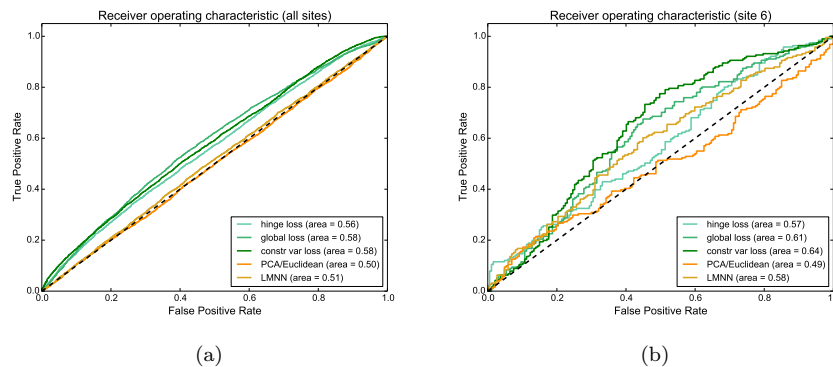 Receiver operating characteristic (all sites)
1.0
0.8
0.6
0.4
0.2
0.0
True Positive Rate
hinge loss (area = 0.56)
global loss (area = 0.58)
constr var loss (area = 0.58)
PCA/Euclidean (area = 0.50)
LMNN (area = 0.51)
0.0 0.2 0.4 0.6 0.8 1.0
False Positive Rate
(a)
Receiver operating characteristic (site 6)
1.0
0.8
0.6
0.4
0.2
0.0
True Positive Rate
hinge loss (area = 0.57)
global loss (area = 0.61)
constr var loss (area = 0.64)
PCA/Euclidean (area = 0.49)
LMNN (area = 0.58)
0.0 0.2 0.4 0.6 0.8 1.0
False Positive Rate
(b)